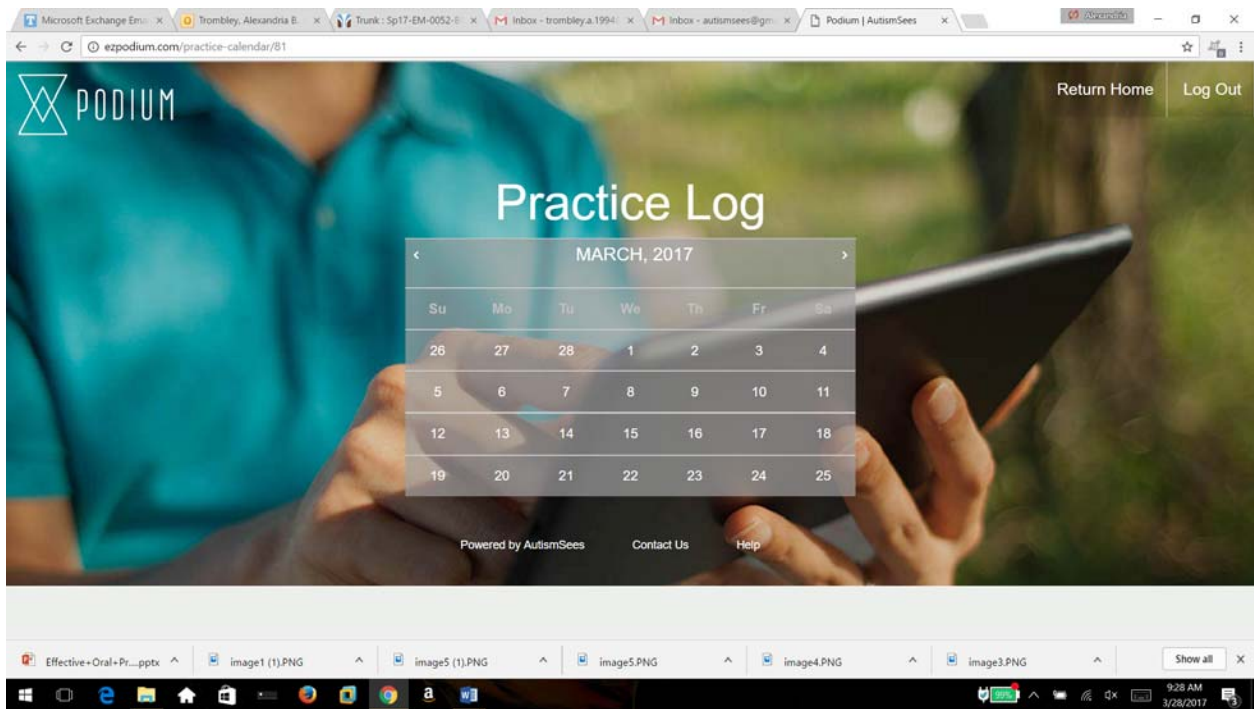 Microsoft Exchange Em
Trombley, Alexandria B.
Trunk : Sp17-EM-0052-
Inbox - trombley.a.1994
Inbox - autismsees@gm
Podium | AutismSees
Alexandria
ezpodium.com/practice-calendar/81
PODIUM
Return Home
Log Out
Practice Log
‹ MARCH, 2017 ›
Su Mo Tu We Th Fr Sa
26 27 28 1 2 3 4
5 6 7 8 9 10 11
12 13 14 15 16 17 18
19 20 21 22 23 24 25
Powered by AutismSees Contact Us Help
Effective+Oral+Pr....pptx
image1 (1).PNG
image5 (1).PNG
image5.PNG
image4.PNG
image3.PNG
Show all
99%
9:28 AM
3/28/2017
3